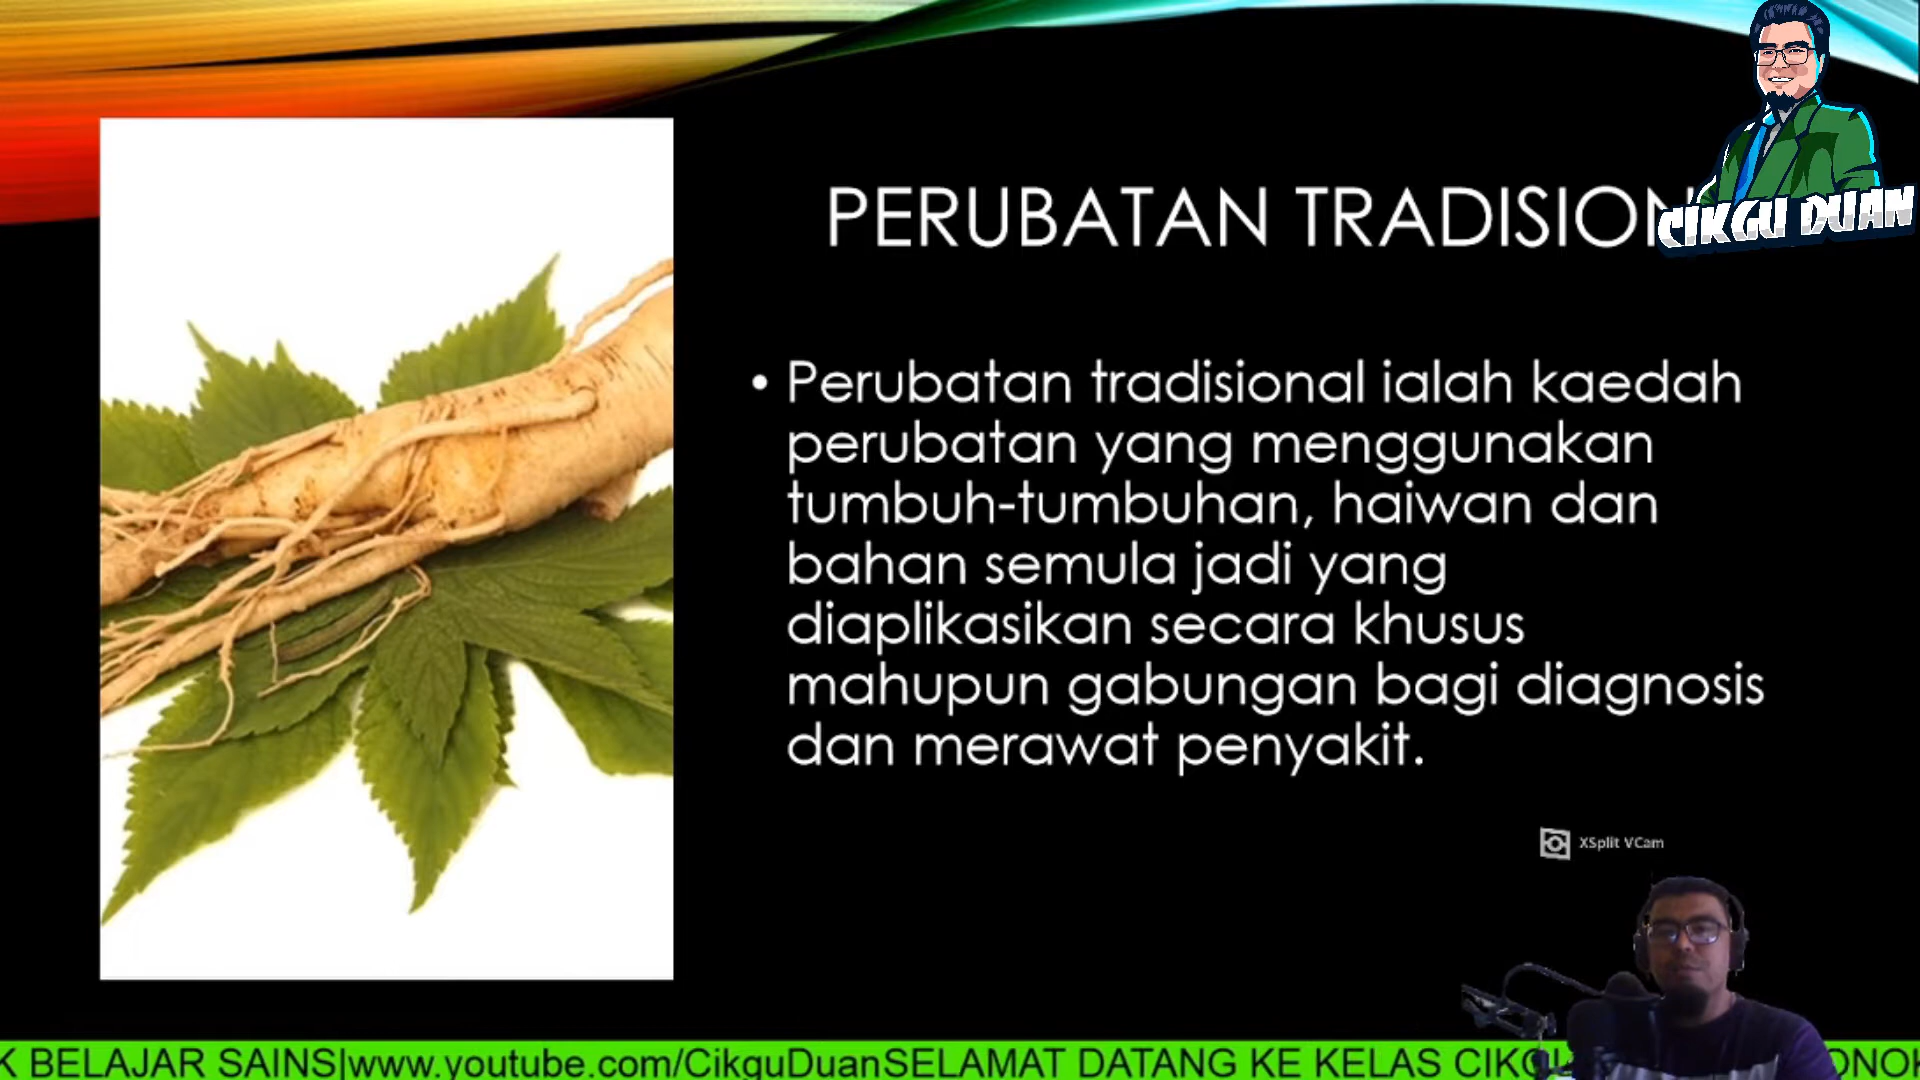 CIKGU DUAN
PERUBATAN TRADISION
• Perubatan tradisional ialah kaedah
perubatan yang menggunakan
tumbuh-tumbuhan, haiwan dan
bahan semula jadi yang
diaplikasikan secara khusus
mahupun gabungan bagi diagnosis
dan merawat penyakit.
XSplit VCam
K BELAJAR SAINS|www.youtube.com/CikguDuanSELAMAT DATANG KE KELAS CIKGU